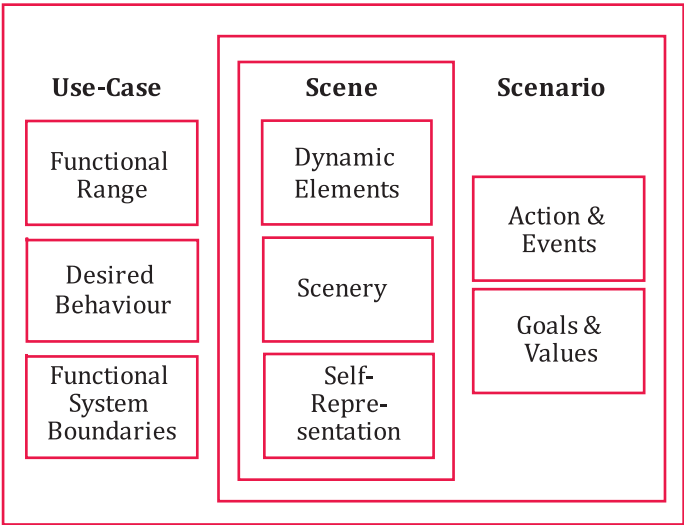 Use-Case
Functional
Range
Desired
Behaviour
Functional
System
Boundaries
Scene
Dynamic
Elements
Scenery
Self-
Repre-
sentation
Scenario
Action &
Events
Goals &
Values